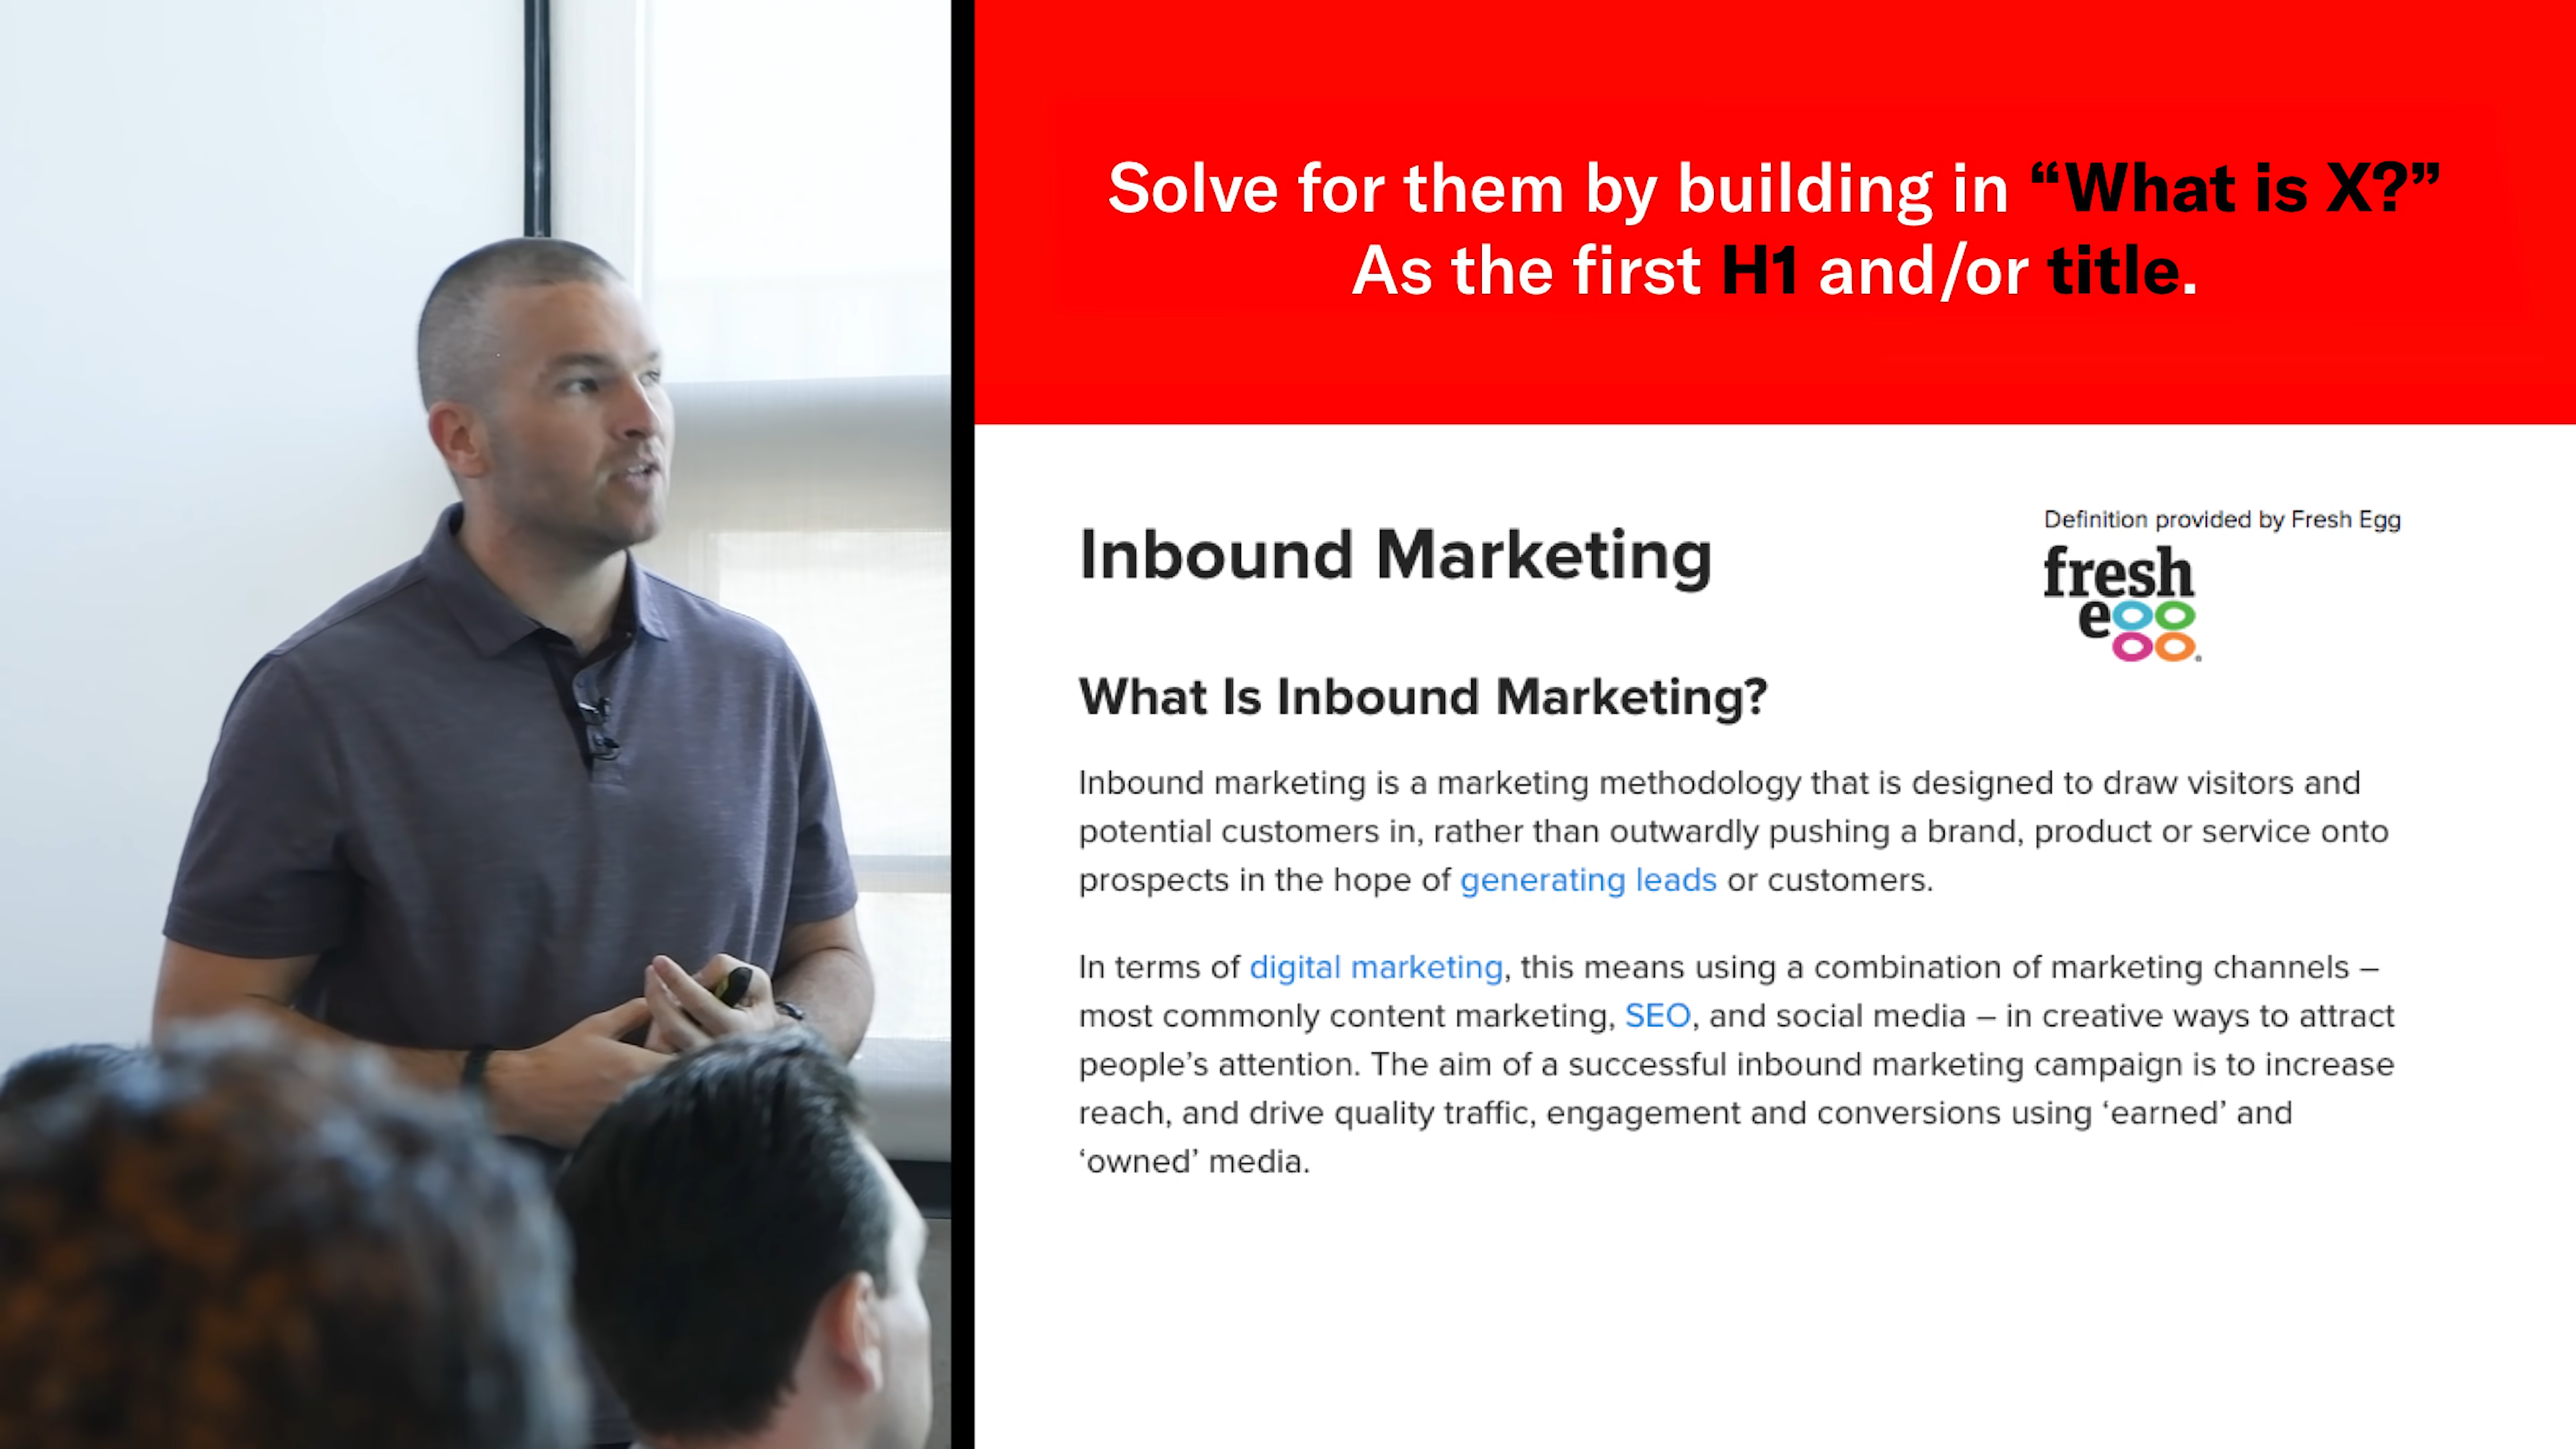 Solve for them by building in “What is X?”
As the first H1 and/or title.
Definition provided by Fresh Egg
Inbound Marketing
fresh
egg
What Is Inbound Marketing?
Inbound marketing is a marketing methodology that is designed to draw visitors and
potential customers in, rather than outwardly pushing a brand, product or service onto
prospects in the hope of generating leads or customers.
In terms of digital marketing, this means using a combination of marketing channels –
most commonly content marketing, SEO, and social media – in creative ways to attract
people’s attention. The aim of a successful inbound marketing campaign is to increase
reach, and drive quality traffic, engagement and conversions using ‘earned’ and
‘owned’ media.